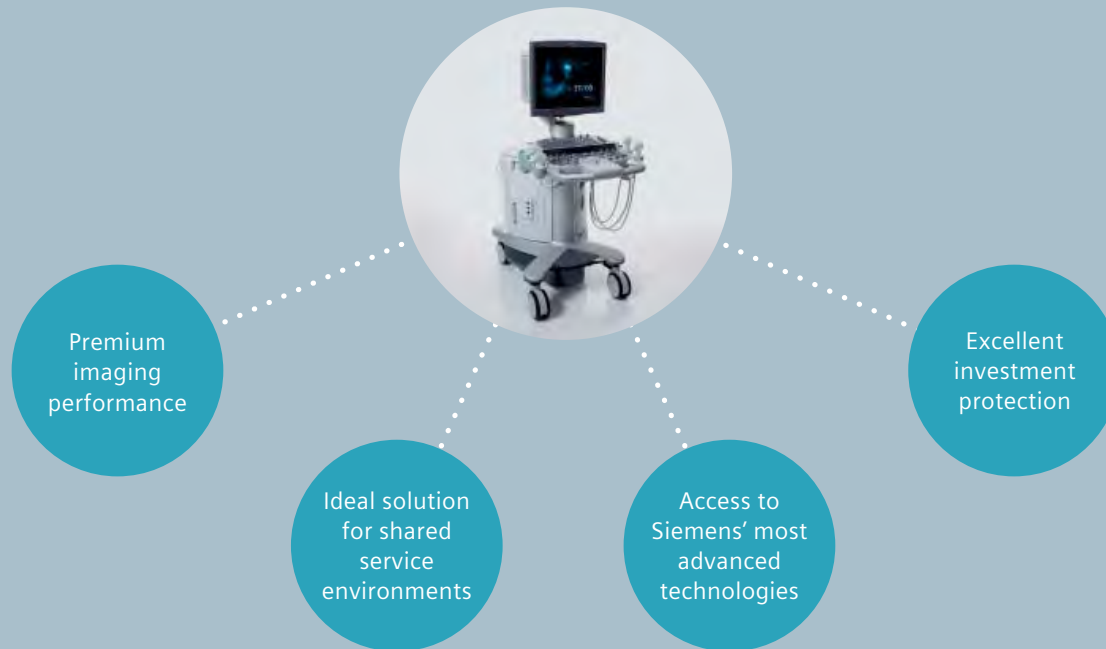 Premium
imaging
performance
Ideal solution
for shared
service
environments
Access to
Siemens’ most
advanced
technologies
Excellent
investment
protection